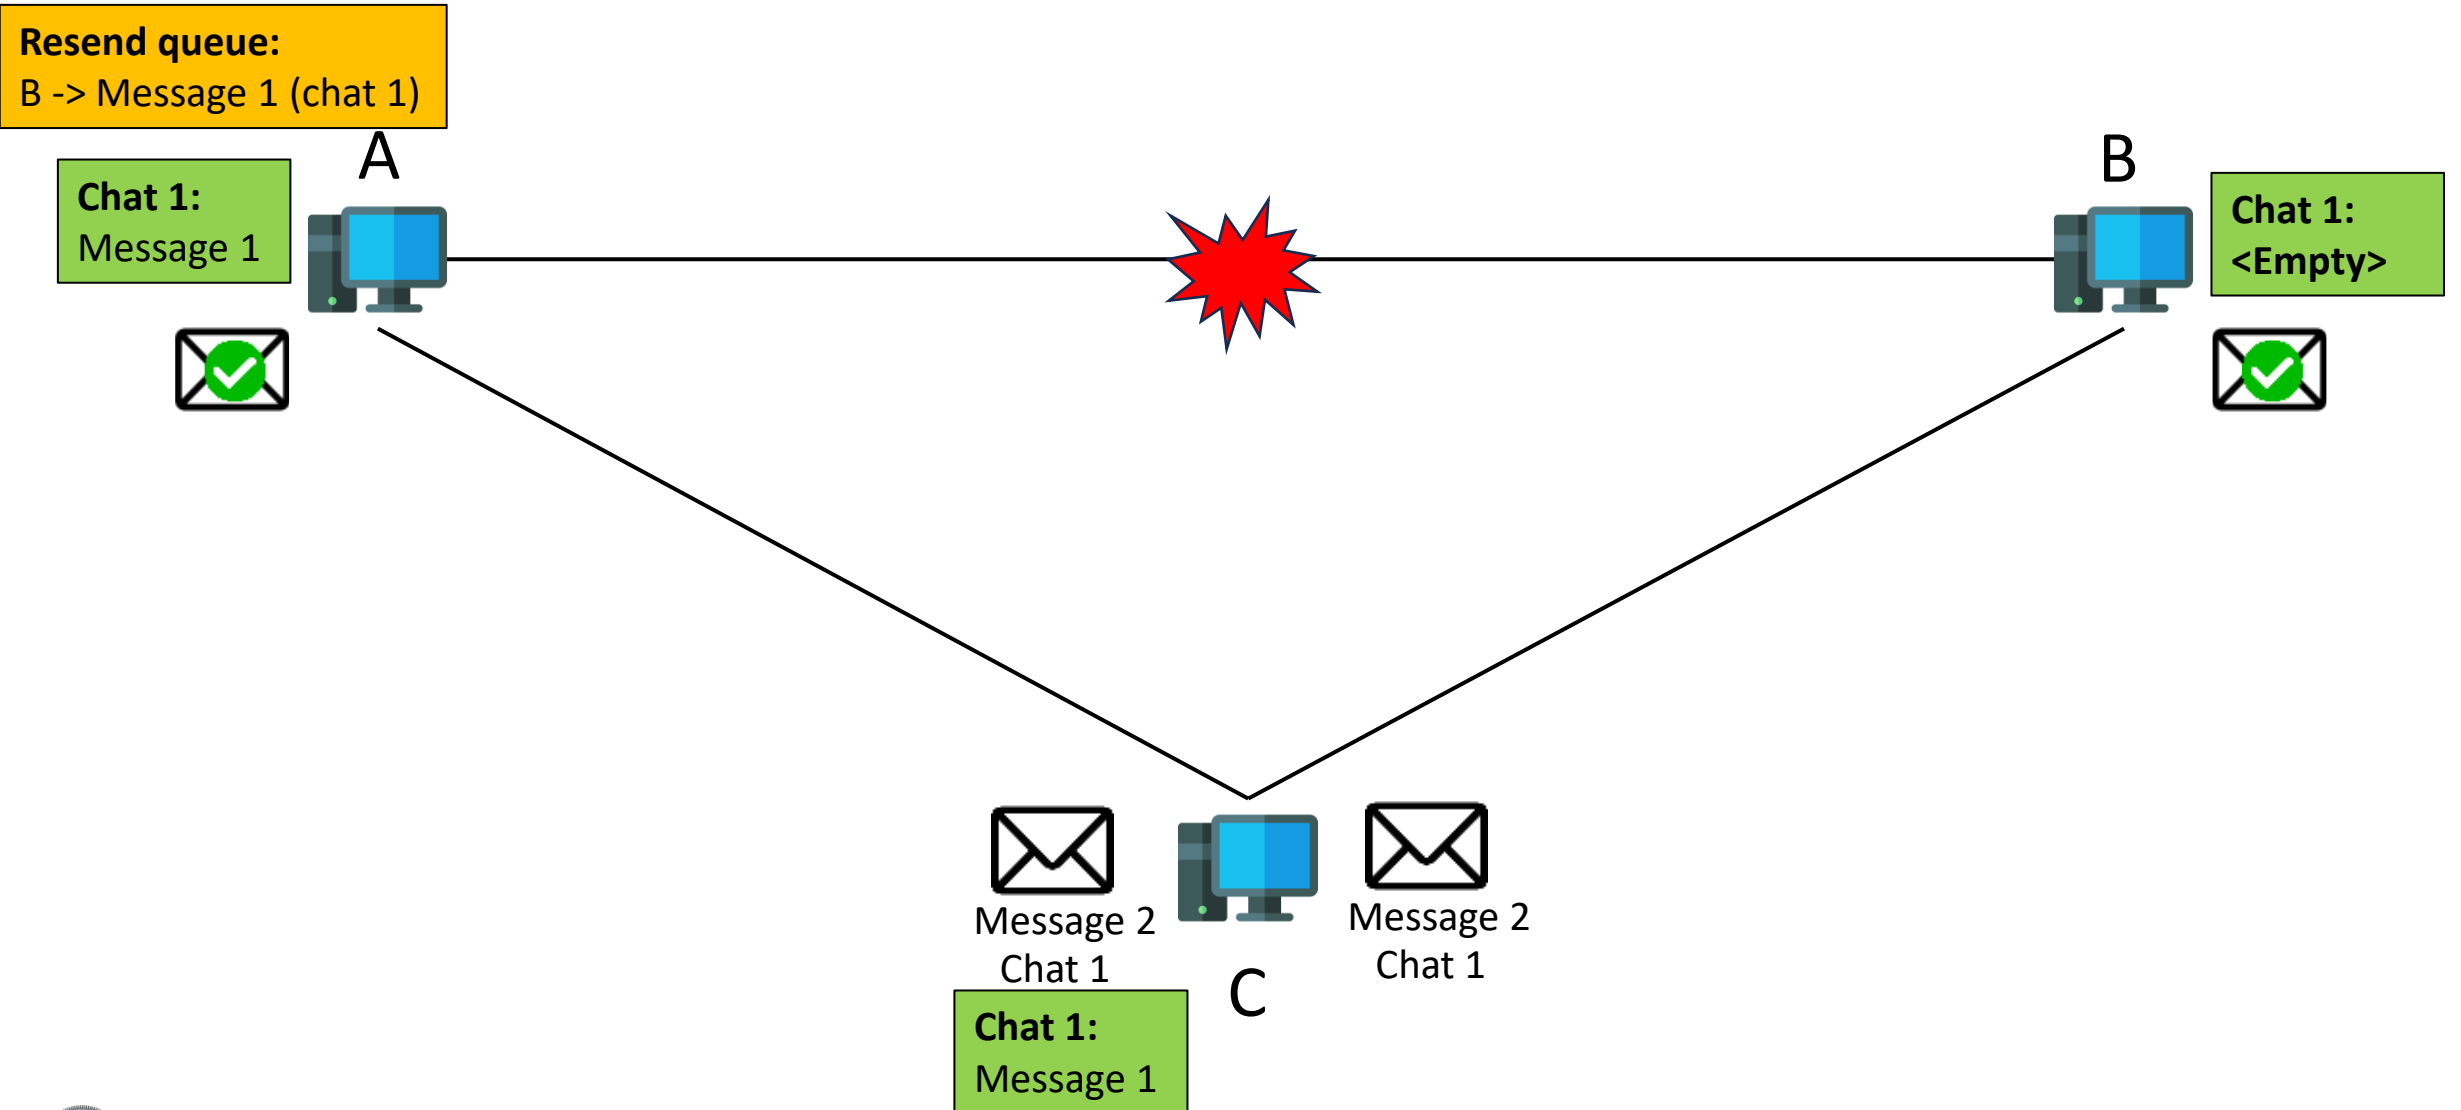 Resend queue:
B -> Message 1 (chat 1)
A
B
Chat 1:
Message 1
Chat 1:
<Empty>
Message 2
Chat 1
Message 2
Chat 1
C
Chat 1:
Message 1